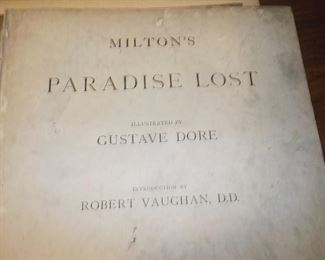 MILTON'S
PARADISE LOST
ILLUSTRATED BY
GUSTAVE DORE
INTRODUCTION BY
ROBERT VAUGHAN, D.D.